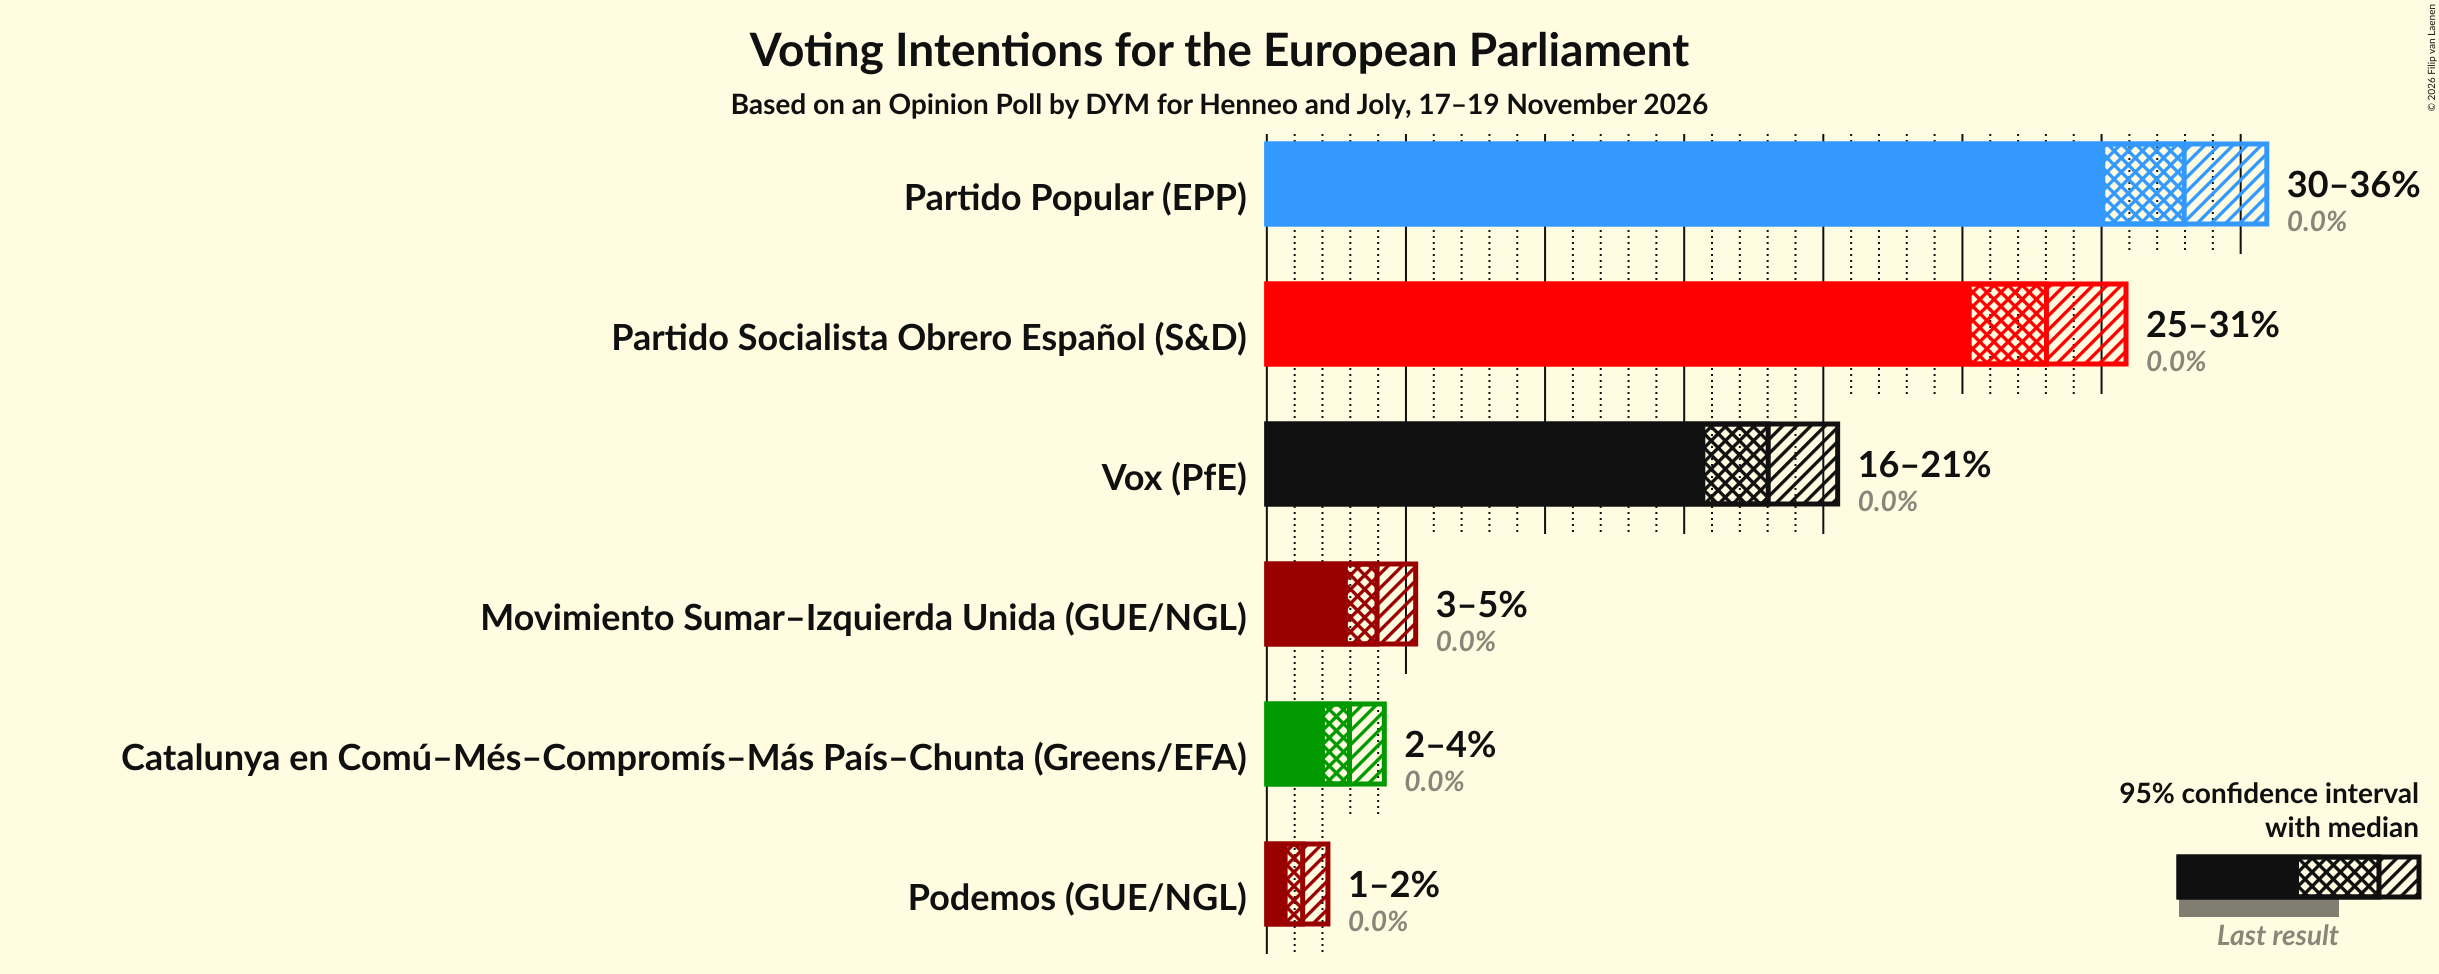 Voting Intentions for the European Parliament
Based on an Opinion Poll by DYM for Henneo and Joly, 17–19 November 2026
© 2026 Filip van Laenen
Partido Popular (EPP)
30–36%
0.0%
Partido Socialista Obrero Español (S&D)
25–31%
0.0%
Vox (PfE)
16–21%
0.0%
Movimiento Sumar–Izquierda Unida (GUE/NGL)
3–5%
0.0%
Catalunya en Comú–Més–Compromís–Más País–Chunta (Greens/EFA)
2–4%
0.0%
Podemos (GUE/NGL)
1–2%
0.0%
95% confidence interval
with median
Last result